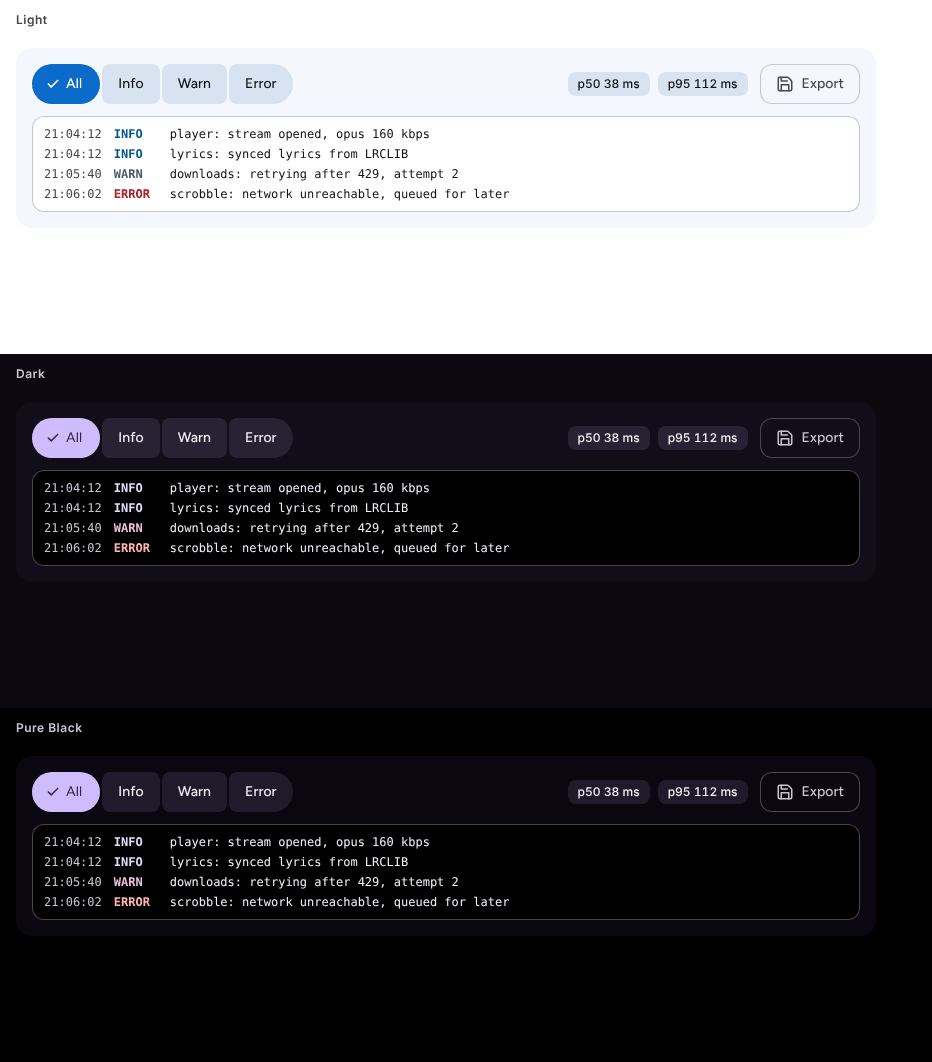 Light
All Info Warn Error p50 38 ms p95 112 ms Export
21:04:12 INFO player: stream opened, opus 160 kbps
21:04:12 INFO lyrics: synced lyrics from LRCLIB
21:05:40 WARN downloads: retrying after 429, attempt 2
21:06:02 ERROR scrobble: network unreachable, queued for later
Dark
All Info Warn Error p50 38 ms p95 112 ms Export
21:04:12 INFO player: stream opened, opus 160 kbps
21:04:12 INFO lyrics: synced lyrics from LRCLIB
21:05:40 WARN downloads: retrying after 429, attempt 2
21:06:02 ERROR scrobble: network unreachable, queued for later
Pure Black
All Info Warn Error p50 38 ms p95 112 ms Export
21:04:12 INFO player: stream opened, opus 160 kbps
21:04:12 INFO lyrics: synced lyrics from LRCLIB
21:05:40 WARN downloads: retrying after 429, attempt 2
21:06:02 ERROR scrobble: network unreachable, queued for later